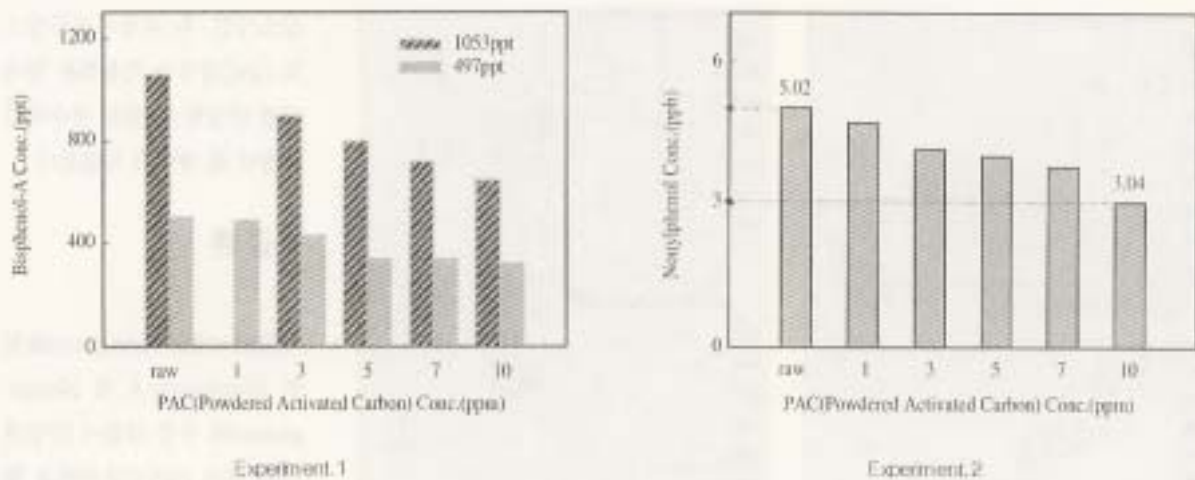 1200
800
400
0
Bisphenol-A Conc.(ppt)
1053ppt
497ppt
raw 1 3 5 7 10
PAC(Powdered Activated Carbon) Conc.(ppm)
Experiment. 1
6
3
0
Nonylphenol Conc.(ppb)
5.02
3.04
raw 1 3 5 7 10
PAC(Powdered Activated Carbon) Conc.(ppm)
Experiment. 2